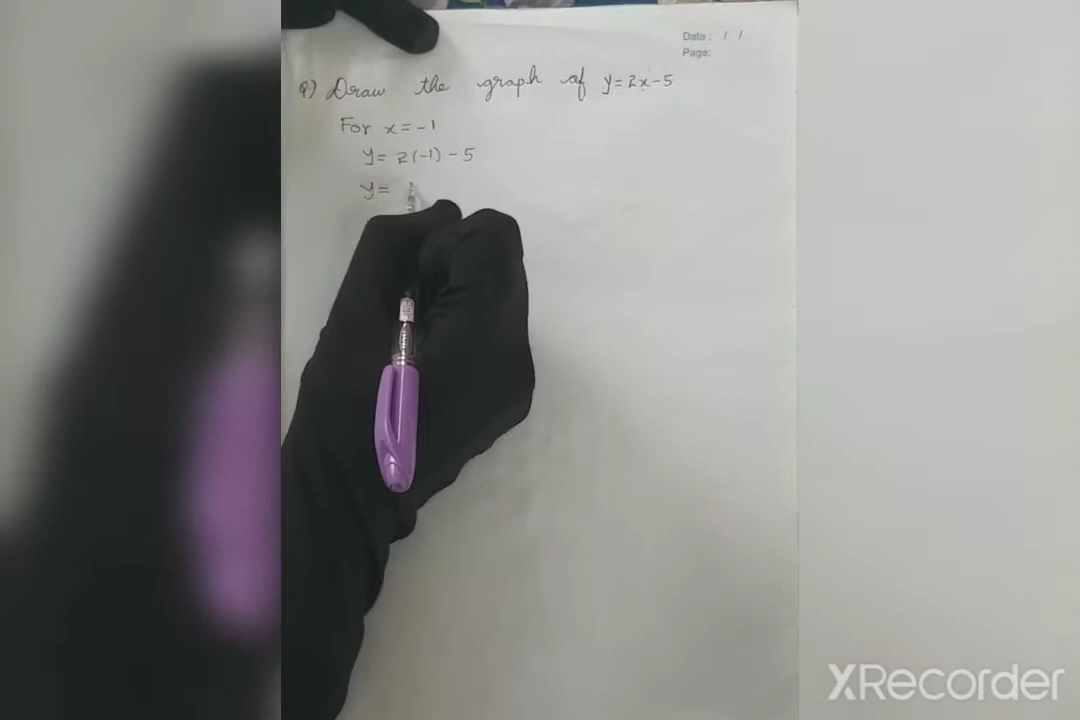 Date: / /
Page:
Q) Draw the graph of y=2x-5
For x=-1
y= 2(-1)-5
y=
XRecorder